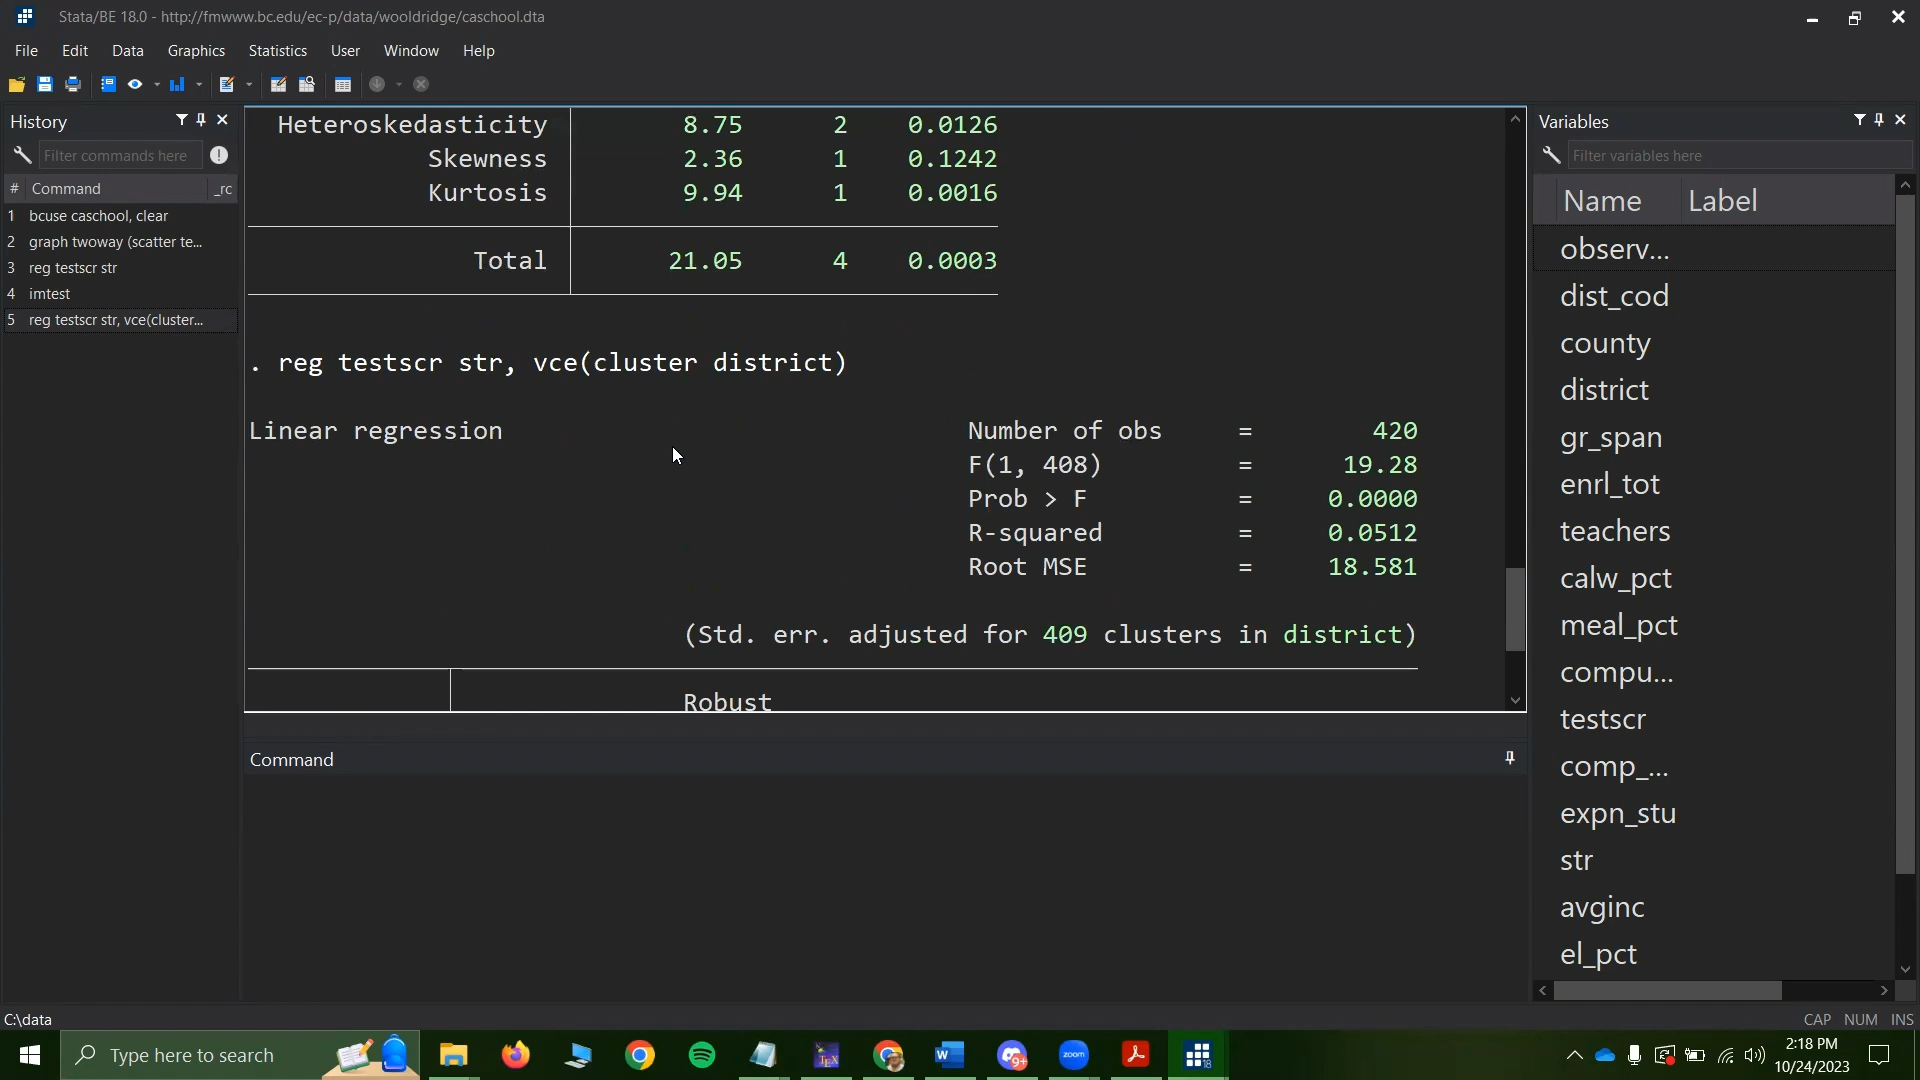 Stata/BE 18.0 - http://fmwww.bc.edu/ec-p/data/wooldridge/caschool.dta
File Edit Data Graphics Statistics User Window Help
History
Filter commands here
# Command _rc
1 bcuse caschool, clear
2 graph twoway (scatter te...
3 reg testscr str
4 imtest
5 reg testscr str, vce(cluster...
Heteroskedasticity 8.75 2 0.0126
Skewness 2.36 1 0.1242
Kurtosis 9.94 1 0.0016
Total 21.05 4 0.0003
. reg testscr str, vce(cluster district)
Linear regression Number of obs = 420
F(1, 408) = 19.28
Prob > F = 0.0000
R-squared = 0.0512
Root MSE = 18.581
(Std. err. adjusted for 409 clusters in district)
Robust
Command
Variables
Filter variables here
Name Label
observ...
dist_cod
county
district
gr_span
enrl_tot
teachers
calw_pct
meal_pct
compu...
testscr
comp_...
expn_stu
str
avginc
el_pct
C:\data
CAP NUM INS
Type here to search
TEX
9+
W
zoom
18
2:18 PM
10/24/2023